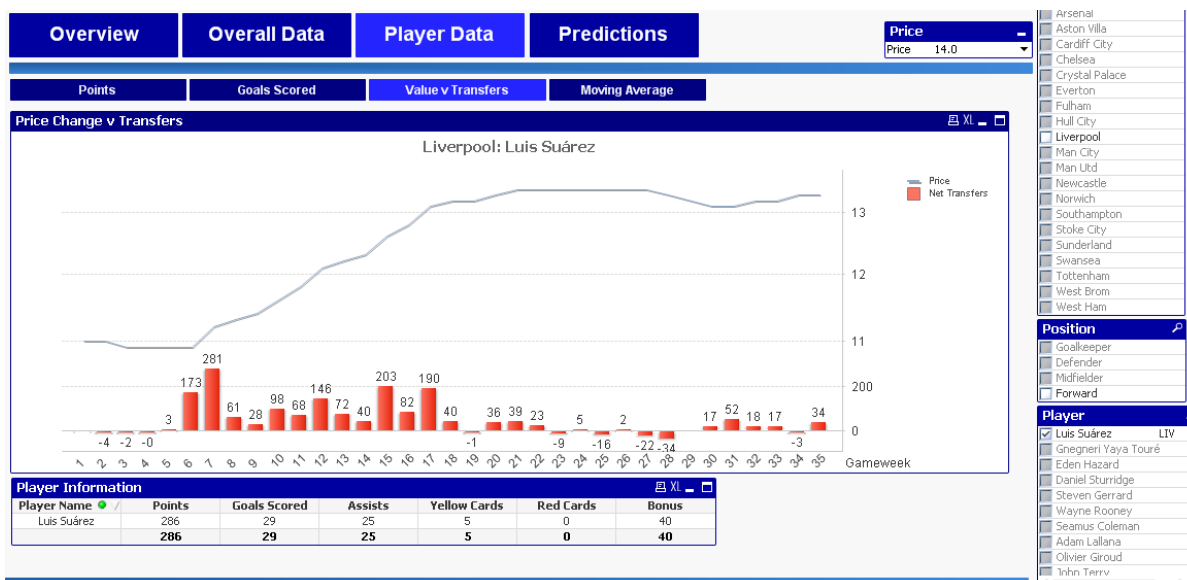 Overview Overall Data Player Data Predictions
Price
Price 14.0
Points Goals Scored Value v Transfers Moving Average
Price Change v Transfers XL
Liverpool: Luis Suárez
Price
Net Transfers
13
12
11
200
0
173 281 61 28 98 68 146 72 40 203 82 190 40 -1 36 39 23 -9 5 -16 2 -22 -34 17 52 18 17 -3 34
-4 -2 -0 3
1 2 3 4 5 6 7 8 9 10 11 12 13 14 15 16 17 18 19 20 21 22 23 24 25 26 27 28 29 30 31 32 33 34 35 Gameweek
Player Information XL
Player Name Points Goals Scored Assists Yellow Cards Red Cards Bonus
Luis Suárez 286 29 25 5 0 40
286 29 25 5 0 40
Arsenal
Aston Villa
Cardiff City
Chelsea
Crystal Palace
Everton
Fulham
Hull City
Liverpool
Man City
Man Utd
Newcastle
Norwich
Southampton
Stoke City
Sunderland
Swansea
Tottenham
West Brom
West Ham
Position
Goalkeeper
Defender
Midfielder
Forward
Player
Luis Suárez LIV
Gnegneri Yaya Touré
Eden Hazard
Daniel Sturridge
Steven Gerrard
Wayne Rooney
Seamus Coleman
Adam Lallana
Olivier Giroud
John Terry